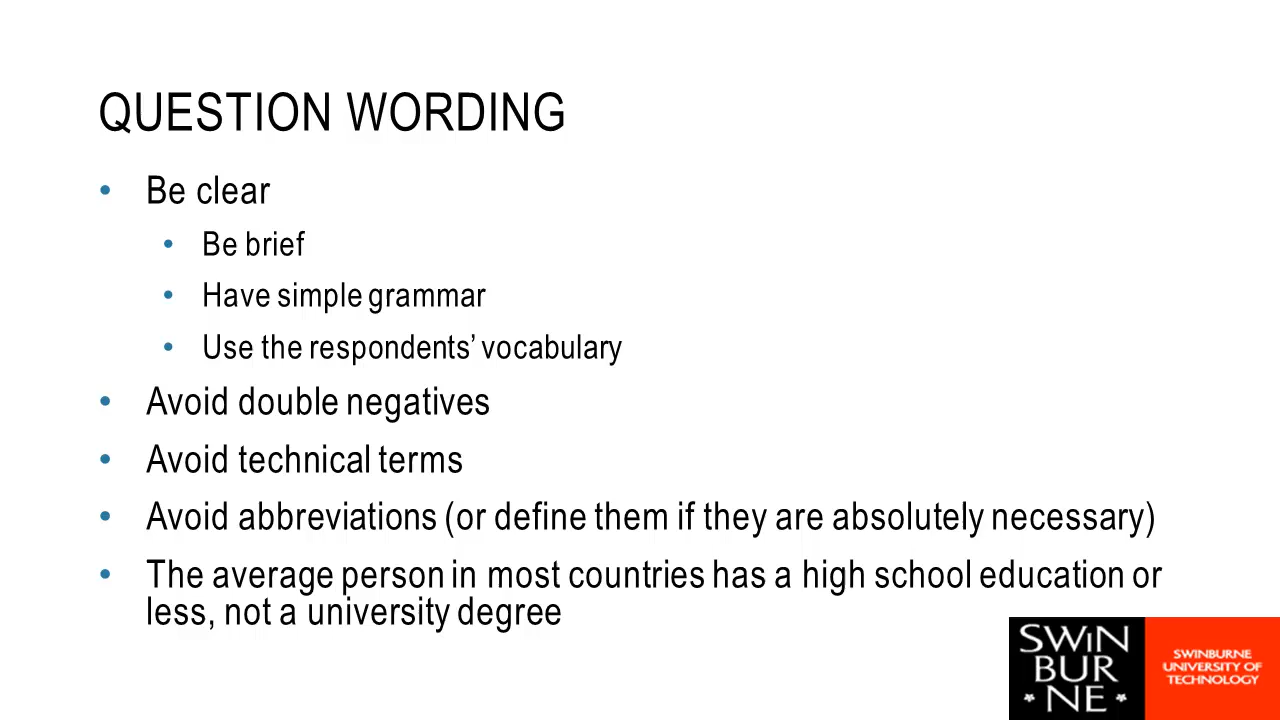 QUESTION WORDING
• Be clear
• Be brief
• Have simple grammar
• Use the respondents’ vocabulary
• Avoid double negatives
• Avoid technical terms
• Avoid abbreviations (or define them if they are absolutely necessary)
• The average person in most countries has a high school education or
less, not a university degree
SWiN
BUR
* NE *
SWINBURNE
UNIVERSITY OF
TECHNOLOGY